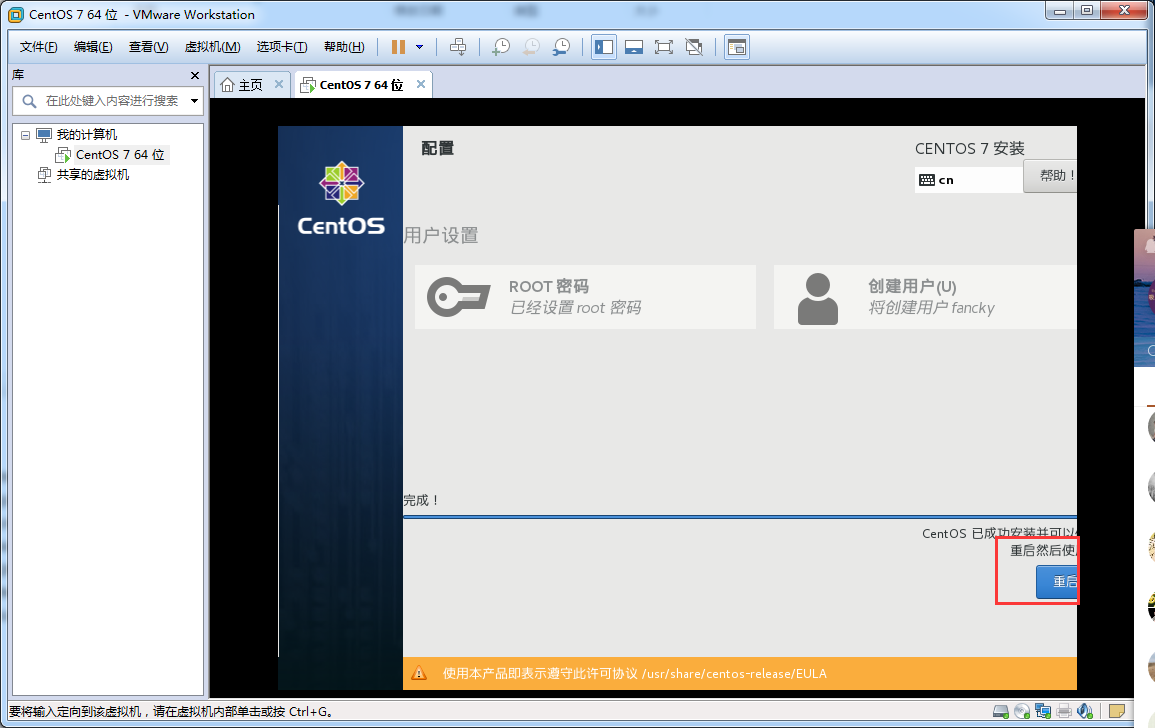 CentOS 7 64 位 - VMware Workstation
文件(F) 编辑(E) 查看(V) 虚拟机(M) 选项卡(T) 帮助(H)
库
在此处键入内容进行搜索
我的计算机
CentOS 7 64 位
共享的虚拟机
主页
CentOS 7 64 位
CentOS
配置
CENTOS 7 安装
cn
帮助！
用户设置
ROOT 密码
已经设置 root 密码
创建用户(U)
将创建用户 fancky
完成！
CentOS 已成功安装并可以
重启然后使
重启
使用本产品即表示遵守此许可协议 /usr/share/centos-release/EULA
要将输入定向到该虚拟机，请在虚拟机内部单击或按 Ctrl+G。